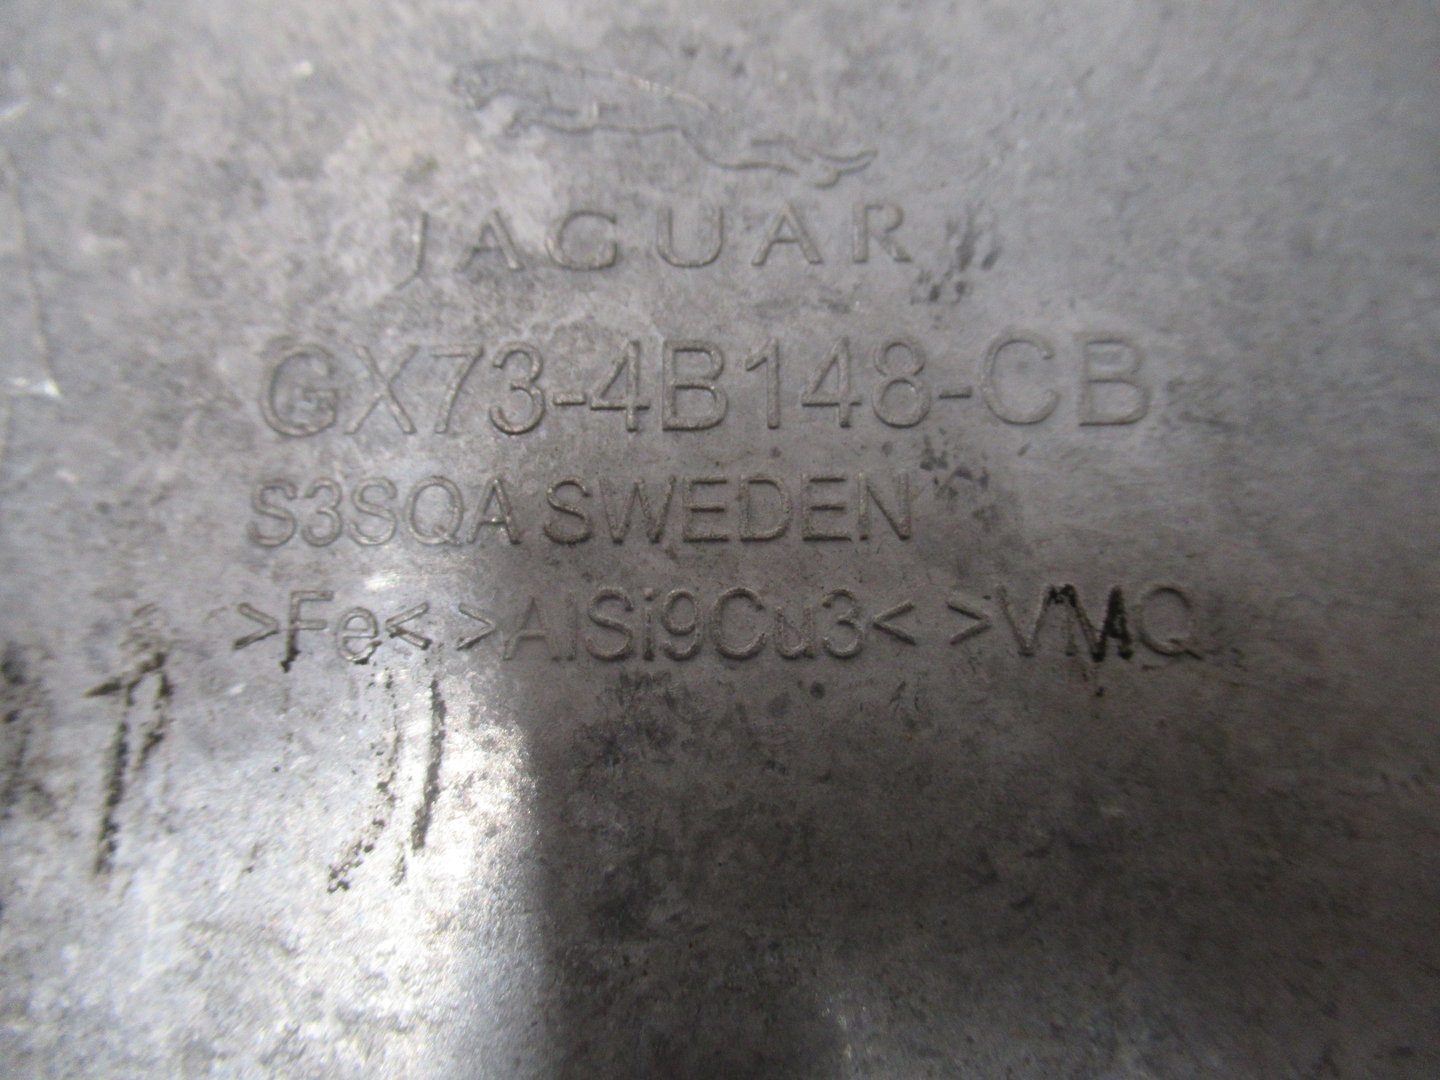 JAGUAR
GX73-4B148-CB
S3SQA SWEDEN
>Fe< >AlSi9Cu3< >VMQ